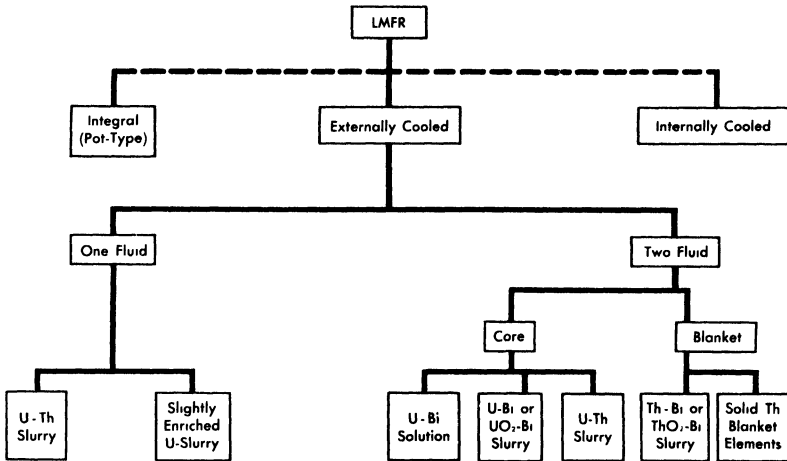 LMFR
Integral
(Pot-Type)
Externally Cooled
Internally Cooled
One Fluid
Two Fluid
Core
Blanket
U-Th
Slurry
Slightly
Enriched
U-Slurry
U-Bi
Solution
U-Bi or
UO₂-Bi
Slurry
U-Th
Slurry
Th-Bi or
ThO₂-Bi
Slurry
Solid Th
Blanket
Elements